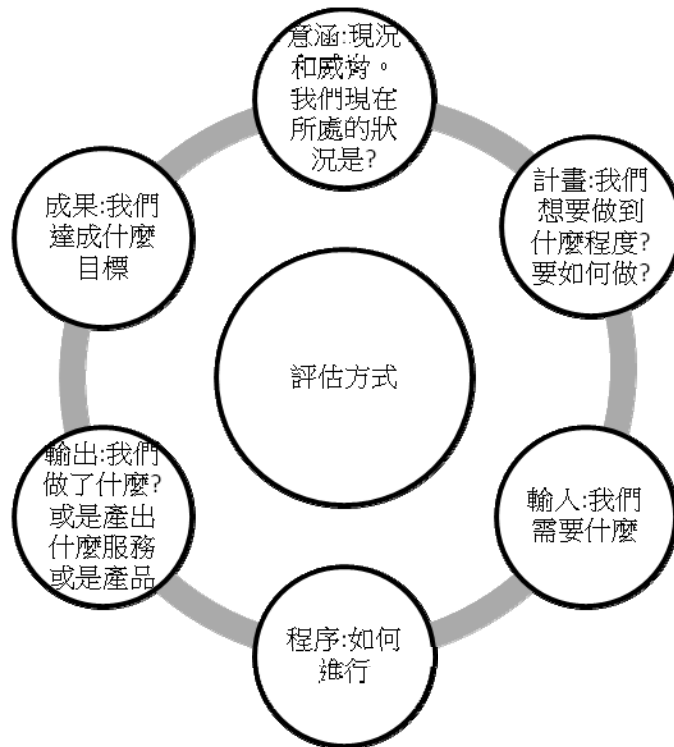 意涵:現況
和威脅。
我們現在
所處的狀
況是?
計畫:我們
想要做到
什麼程度?
要如何做?
輸入:我們
需要什麼
程序:如何
進行
輸出:我們
做了什麼?
或是產出
什麼服務
或是產品
成果:我們
達成什麼
目標
評估方式